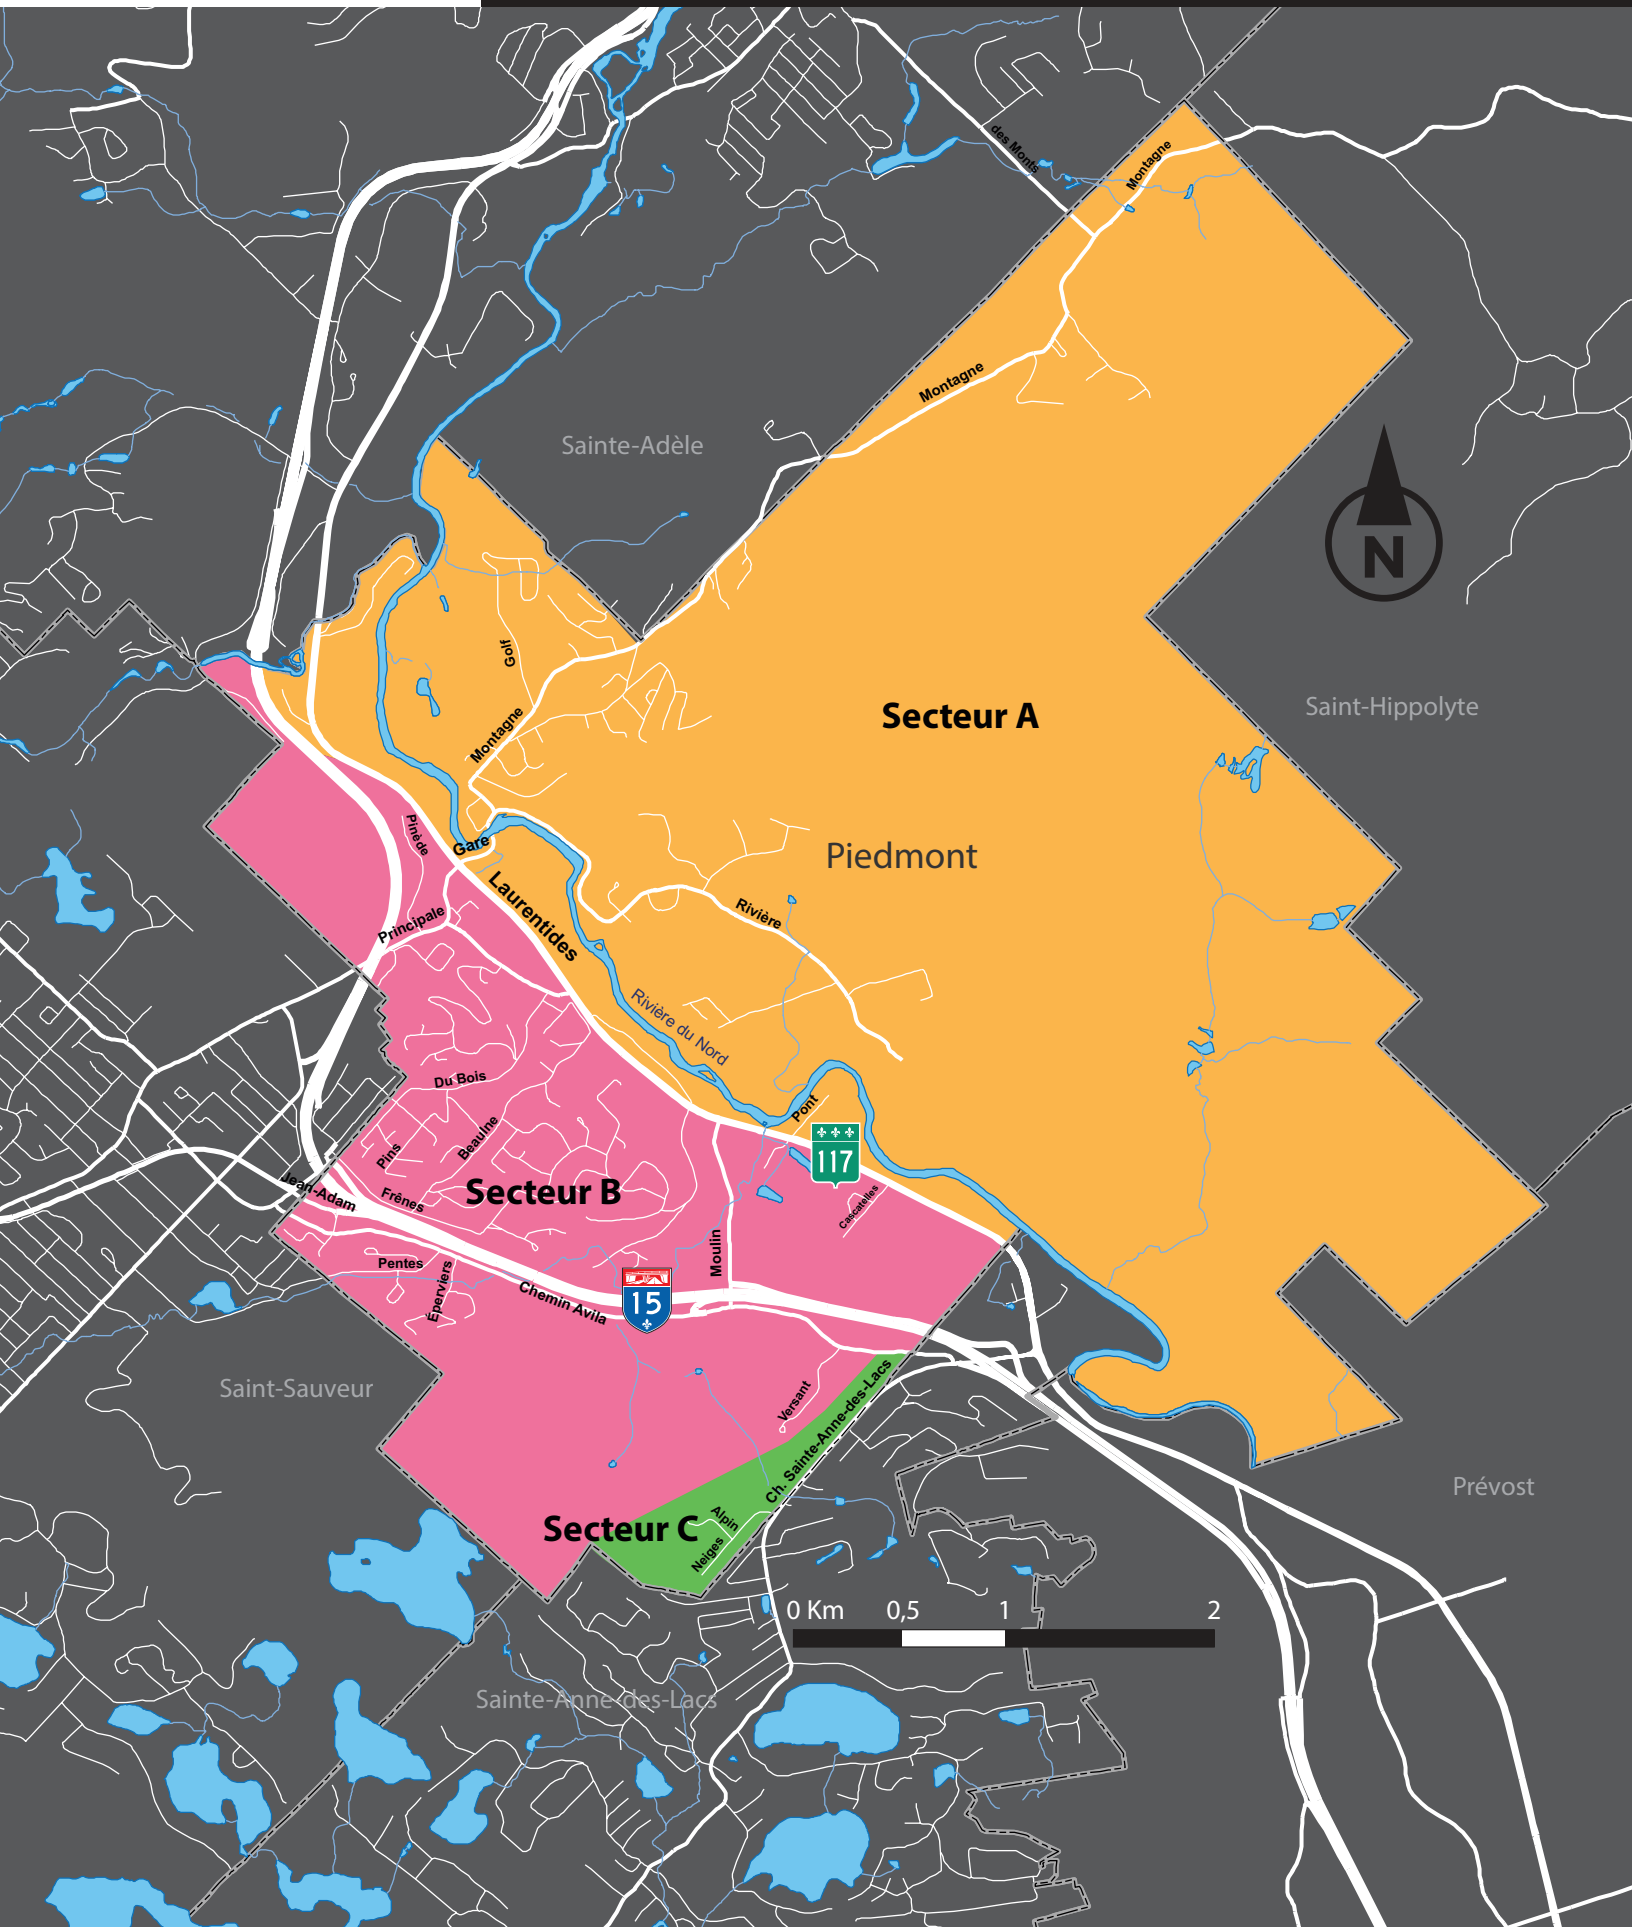 des Monts
Montagne
Montagne
Sainte-Adèle
N
Golf
Secteur A
Saint-Hippolyte
Montagne
Pinède
Gare
Piedmont
Laurentides
Principale
Rivière
Rivière du Nord
Du Bois
Pont
Pins
Beaulne
117
Jean-Adam
Frênes
Secteur B
Cascatelles
Moulin
Pentes
Éperviers
Chemin Avila
15
Saint-Sauveur
Versant
Ch. Sainte-Anne-des-Lacs
Prévost
Secteur C
Alpin
Neiges
0 Km 0,5 1 2
Sainte-Anne-des-Lacs